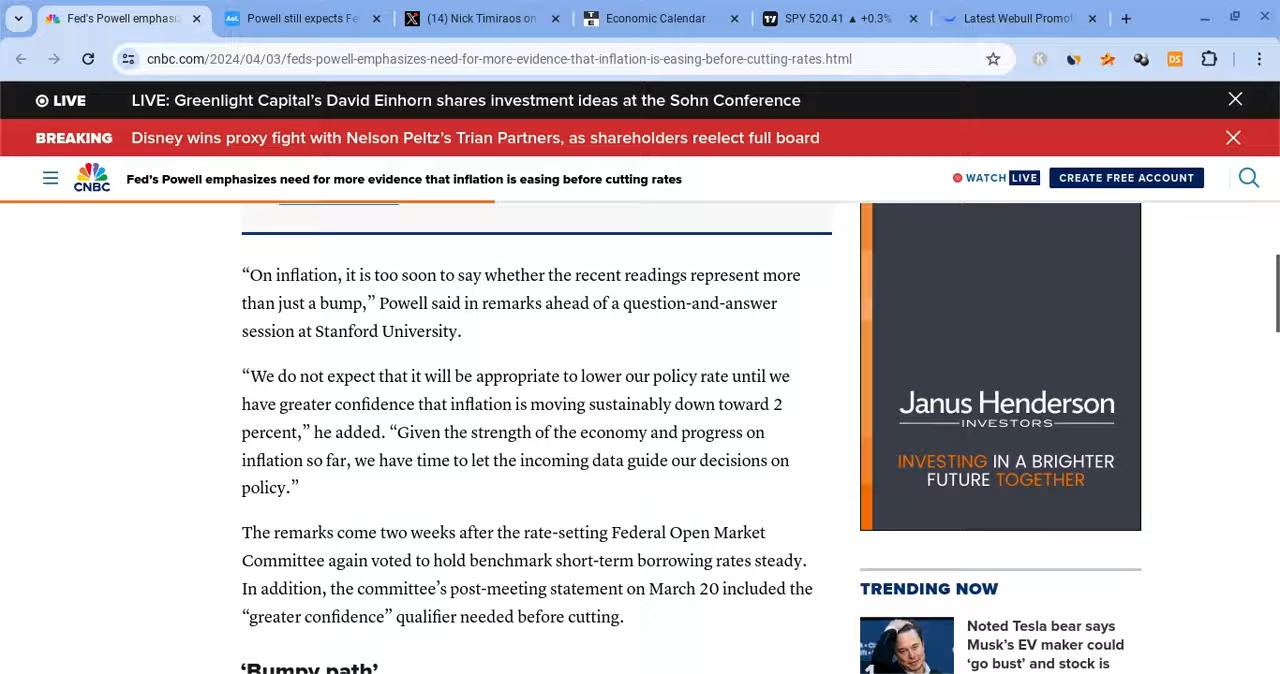 Fed's Powell emphasi
Powell still expects Fe
(14) Nick Timiraos on
Economic Calendar
SPY 520.41 ▲ +0.3%
Latest Webull Promot
cnbc.com/2024/04/03/feds-powell-emphasizes-need-for-more-evidence-that-inflation-is-easing-before-cutting-rates.html
LIVE
LIVE: Greenlight Capital's David Einhorn shares investment ideas at the Sohn Conference
BREAKING
Disney wins proxy fight with Nelson Peltz's Trian Partners, as shareholders reelect full board
CNBC
Fed's Powell emphasizes need for more evidence that inflation is easing before cutting rates
WATCH LIVE
CREATE FREE ACCOUNT
“On inflation, it is too soon to say whether the recent readings represent more
than just a bump,” Powell said in remarks ahead of a question-and-answer
session at Stanford University.
“We do not expect that it will be appropriate to lower our policy rate until we
have greater confidence that inflation is moving sustainably down toward 2
percent,” he added. “Given the strength of the economy and progress on
inflation so far, we have time to let the incoming data guide our decisions on
policy.”
The remarks come two weeks after the rate-setting Federal Open Market
Committee again voted to hold benchmark short-term borrowing rates steady.
In addition, the committee’s post-meeting statement on March 20 included the
“greater confidence” qualifier needed before cutting.
‘Bumpy path’
Janus Henderson
INVESTORS
INVESTING IN A BRIGHTER
FUTURE TOGETHER
TRENDING NOW
Noted Tesla bear says
Musk’s EV maker could
‘go bust’ and stock is